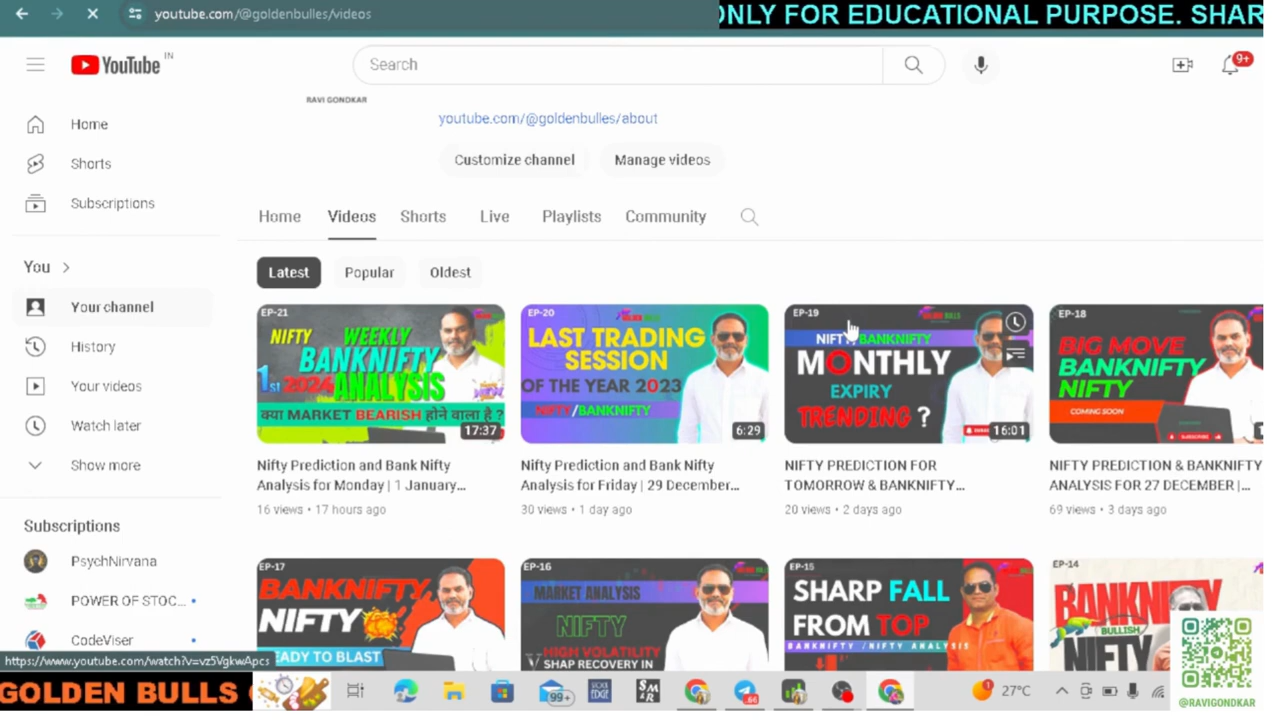 youtube.com/@goldenbulles/videos
ONLY FOR EDUCATIONAL PURPOSE. SHAR
YouTube IN
Search
9+
RAVI GONDKAR
youtube.com/@goldenbulles/about
Customize channel
Manage videos
Home
Shorts
Subscriptions
You
Your channel
History
Your videos
Watch later
Show more
Subscriptions
PsychNirvana
POWER OF STOC...
CodeViser
Home Videos Shorts Live Playlists Community
Latest Popular Oldest
EP-21
NIFTY WEEKLY
BANKNIFTY
1st 2024 ANALYSIS
क्या MARKET BEARISH होने वाला है ?
17:37
Nifty Prediction and Bank Nifty
Analysis for Monday | 1 January...
16 views • 17 hours ago
EP-20
LAST TRADING
SESSION
OF THE YEAR 2023
NIFTY/BANKNIFTY
6:29
Nifty Prediction and Bank Nifty
Analysis for Friday | 29 December...
30 views • 1 day ago
EP-19
NIFTY BANKNIFTY
MONTHLY
EXPIRY
TRENDING ?
16:01
NIFTY PREDICTION FOR
TOMORROW & BANKNIFTY...
20 views • 2 days ago
EP-18
BIG MOVE
BANKNIFTY
NIFTY
COMING SOON
NIFTY PREDICTION & BANKNIFTY
ANALYSIS FOR 27 DECEMBER |...
69 views • 3 days ago
EP-17
BANKNIFTY,
NIFTY
READY TO BLAST
EP-16
MARKET ANALYSIS
NIFTY
HIGH VOLATILITY
SHAP RECOVERY IN
EP-15
SHARP FALL
FROM TOP
BANKNIFTY /NIFTY ANALYSIS
EP-14
BANKNIFTY
BULLISH
NIFTY
https://www.youtube.com/watch?v=vz5VgkwApcs
GOLDEN BULLS
99+
27°C
@RAVIGONDKAR